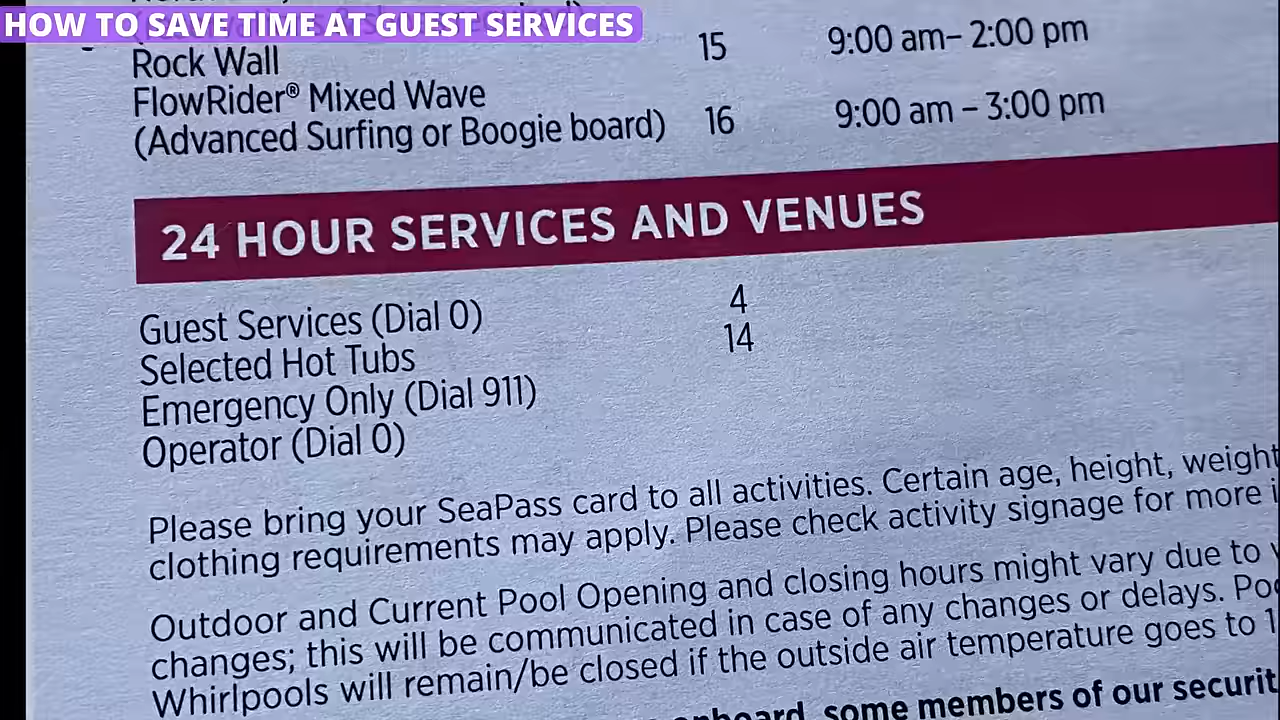 HOW TO SAVE TIME AT GUEST SERVICES
Rock Wall 15 9:00 am– 2:00 pm
FlowRider® Mixed Wave
(Advanced Surfing or Boogie board) 16 9:00 am – 3:00 pm
24 HOUR SERVICES AND VENUES
Guest Services (Dial 0) 4
Selected Hot Tubs 14
Emergency Only (Dial 911)
Operator (Dial 0)
Please bring your SeaPass card to all activities. Certain age, height, weight
clothing requirements may apply. Please check activity signage for more
Outdoor and Current Pool Opening and closing hours might vary due to
changes; this will be communicated in case of any changes or delays.
Whirlpools will remain/be closed if the outside air temperature goes to
onboard, some members of our